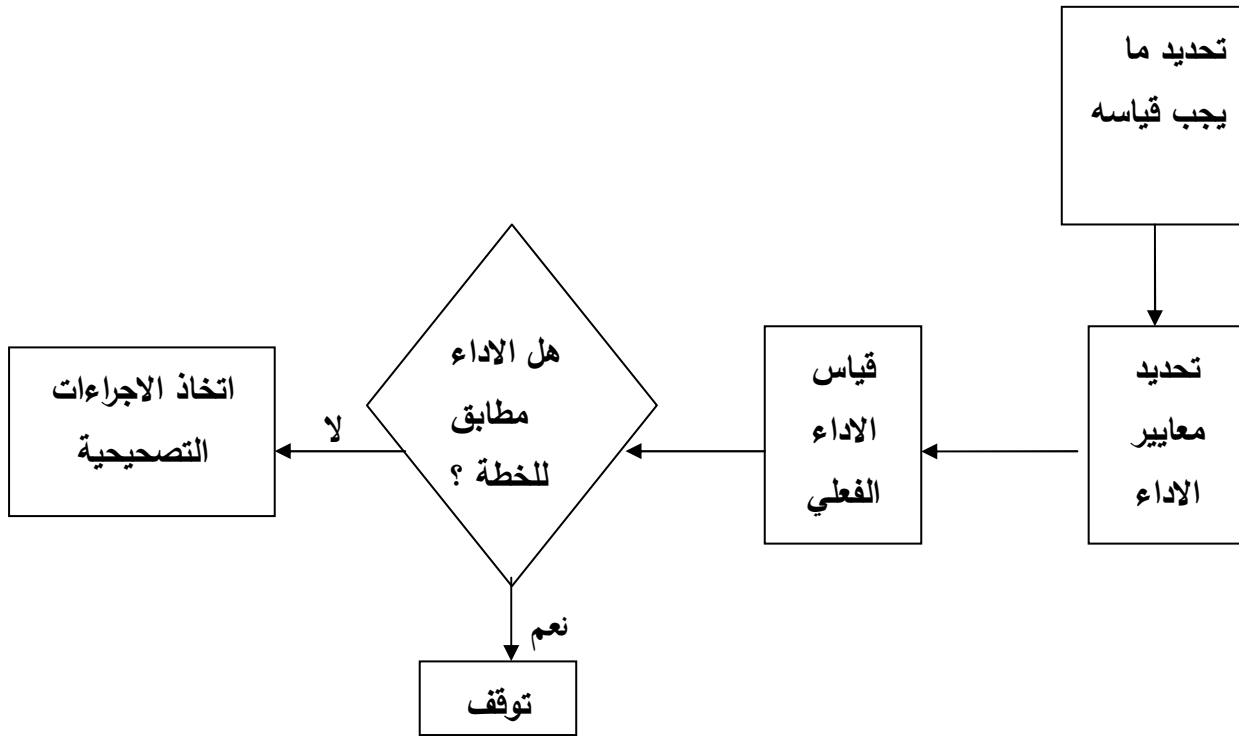 تحديد ما
يجب قياسه
تحديد
معايير
الاداء
قياس
الاداء
الفعلي
هل الاداء
مطابق
للخطة ؟
لا
اتخاذ الاجراءات
التصحيحية
نعم
توقف